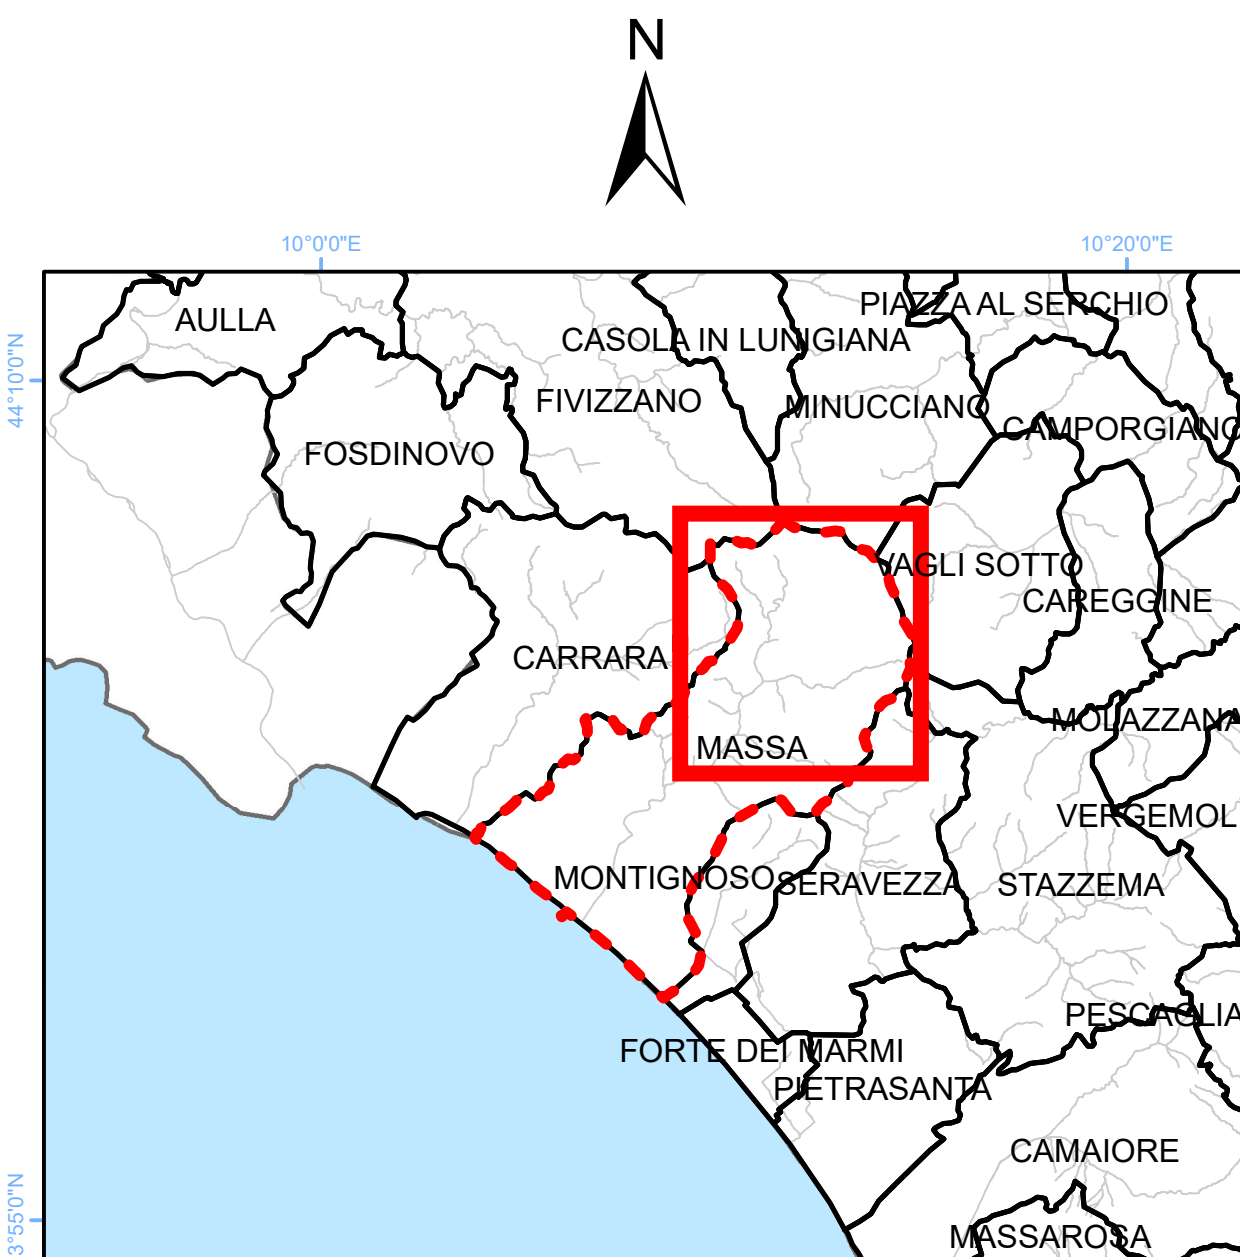 N
10°0'0"E
10°20'0"E
44°10'0"N
AULLA
PIAZZA AL SERCHIO
CASOLA IN LUNIGIANA
FIVIZZANO
MINUCCIANO
CAMPORGIANO
FOSDINOVO
VAGLI SOTTO
CAREGGINE
CARRARA
MOLAZZANA
MASSA
VERGEMOL
MONTIGNOSO
SERAVEZZA
STAZZEMA
PESCAGLIA
FORTE DEI MARMI
PIETRASANTA
CAMAIORE
3°55'0"N
MASSAROSA